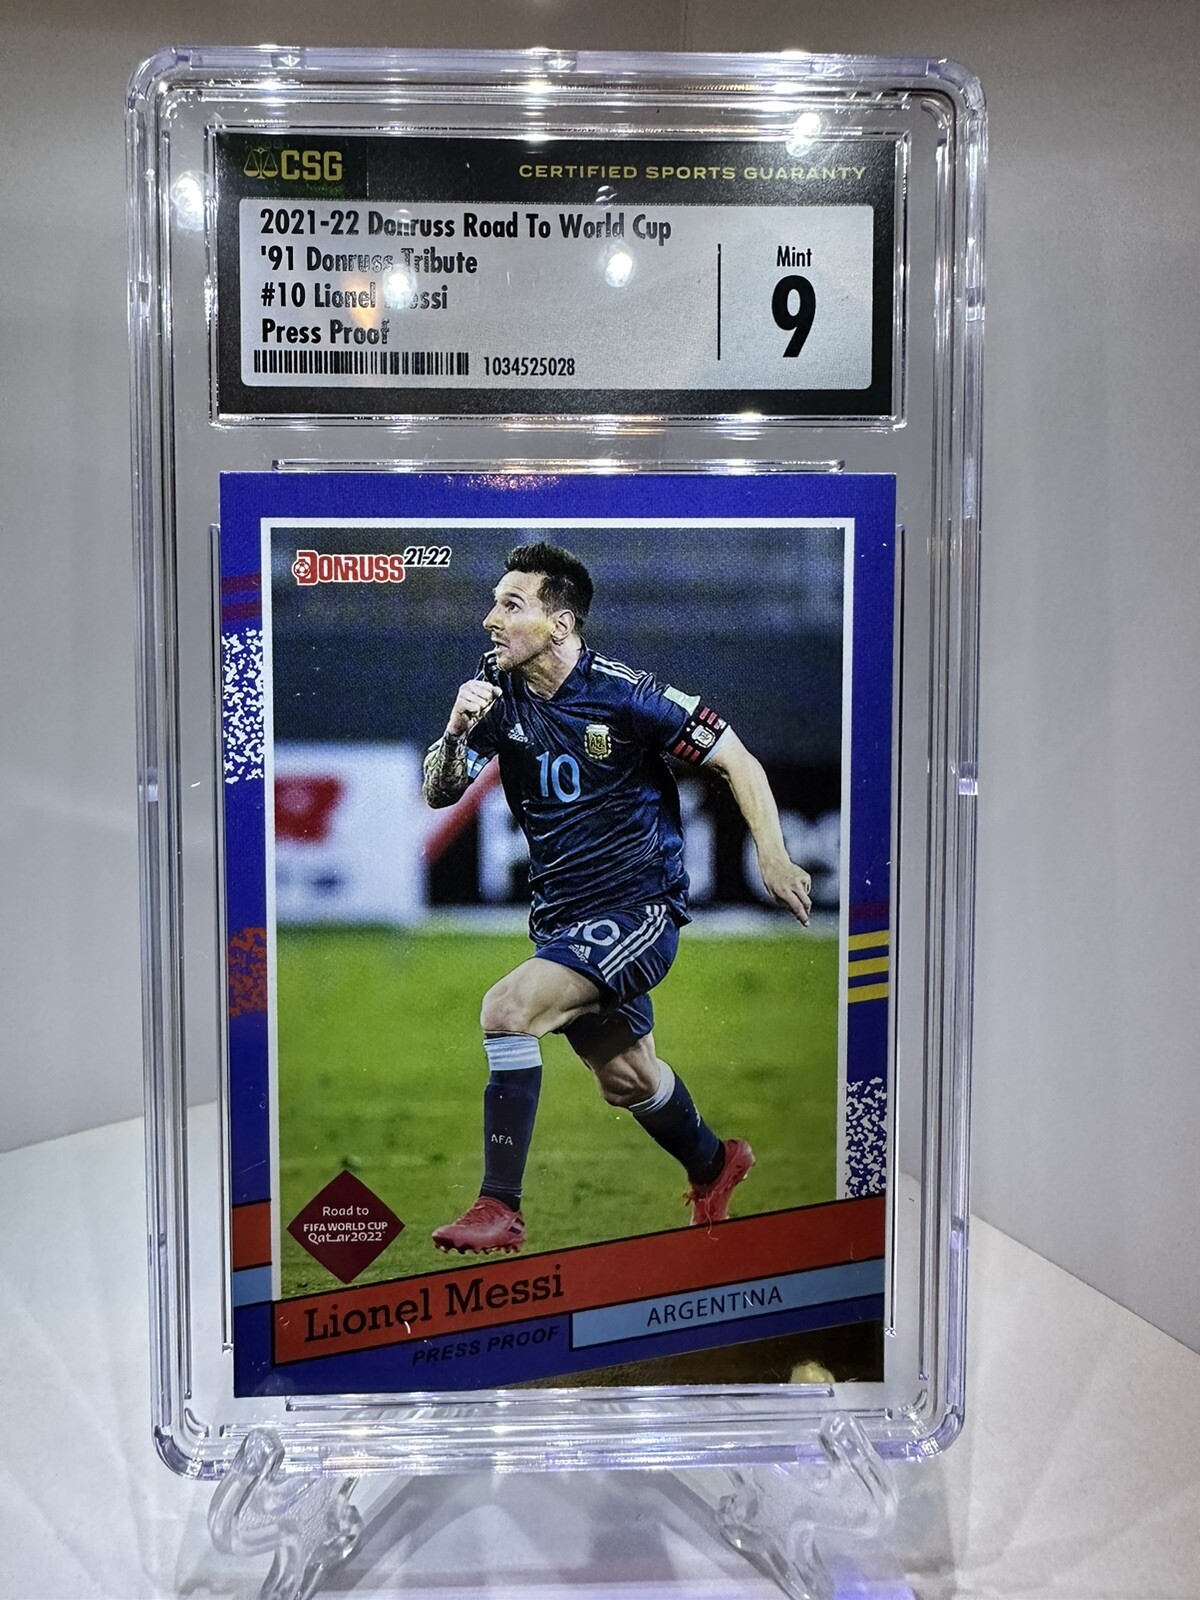 CSG
CERTIFIED SPORTS GUARANTY
2021-22 Donruss Road To World Cup
'91 Donruss Tribute
#10 Lionel Messi
Press Proof
1034525028
Mint
9
DONRUSS 21-22
adidas
10
10
AFA
Road to
FIFA WORLD CUP
Qatar2022
Lionel Messi
ARGENTINA
PRESS PROOF